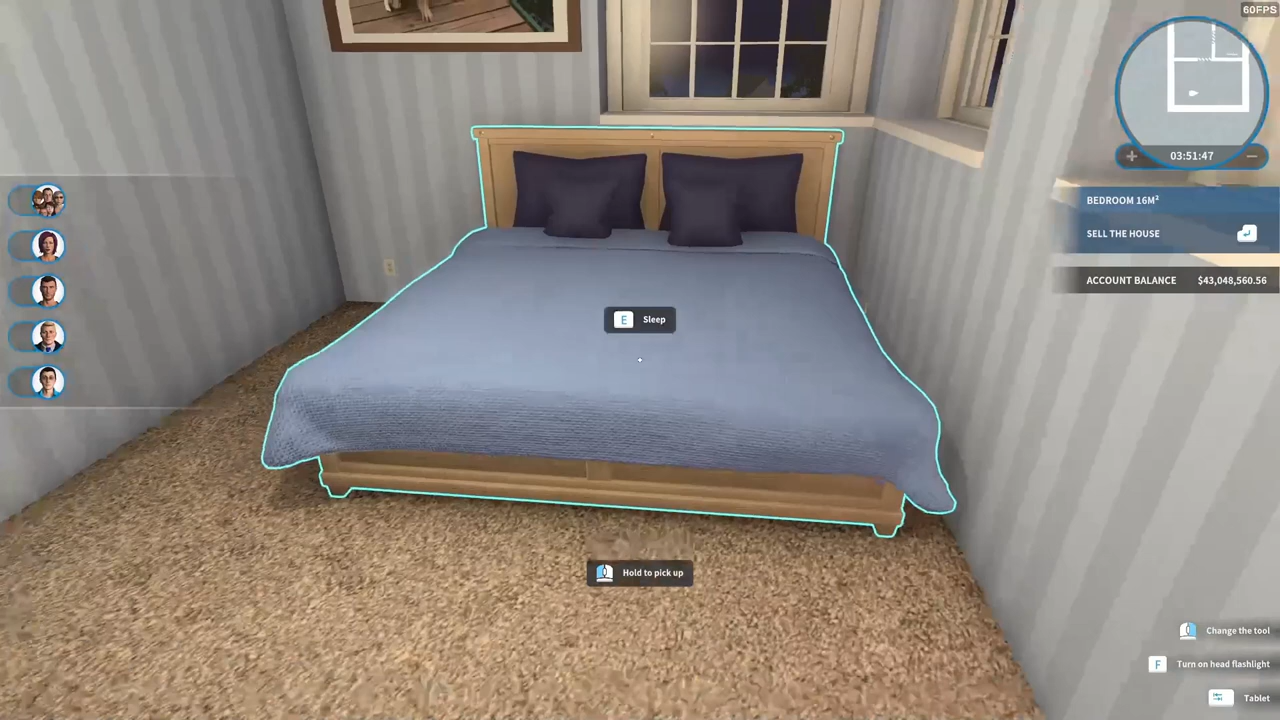 60FPS
03:51:47
BEDROOM 16M²
SELL THE HOUSE
ACCOUNT BALANCE $43,048,560.56
E Sleep
Hold to pick up
Change the tool
F Turn on head flashlight
Tablet